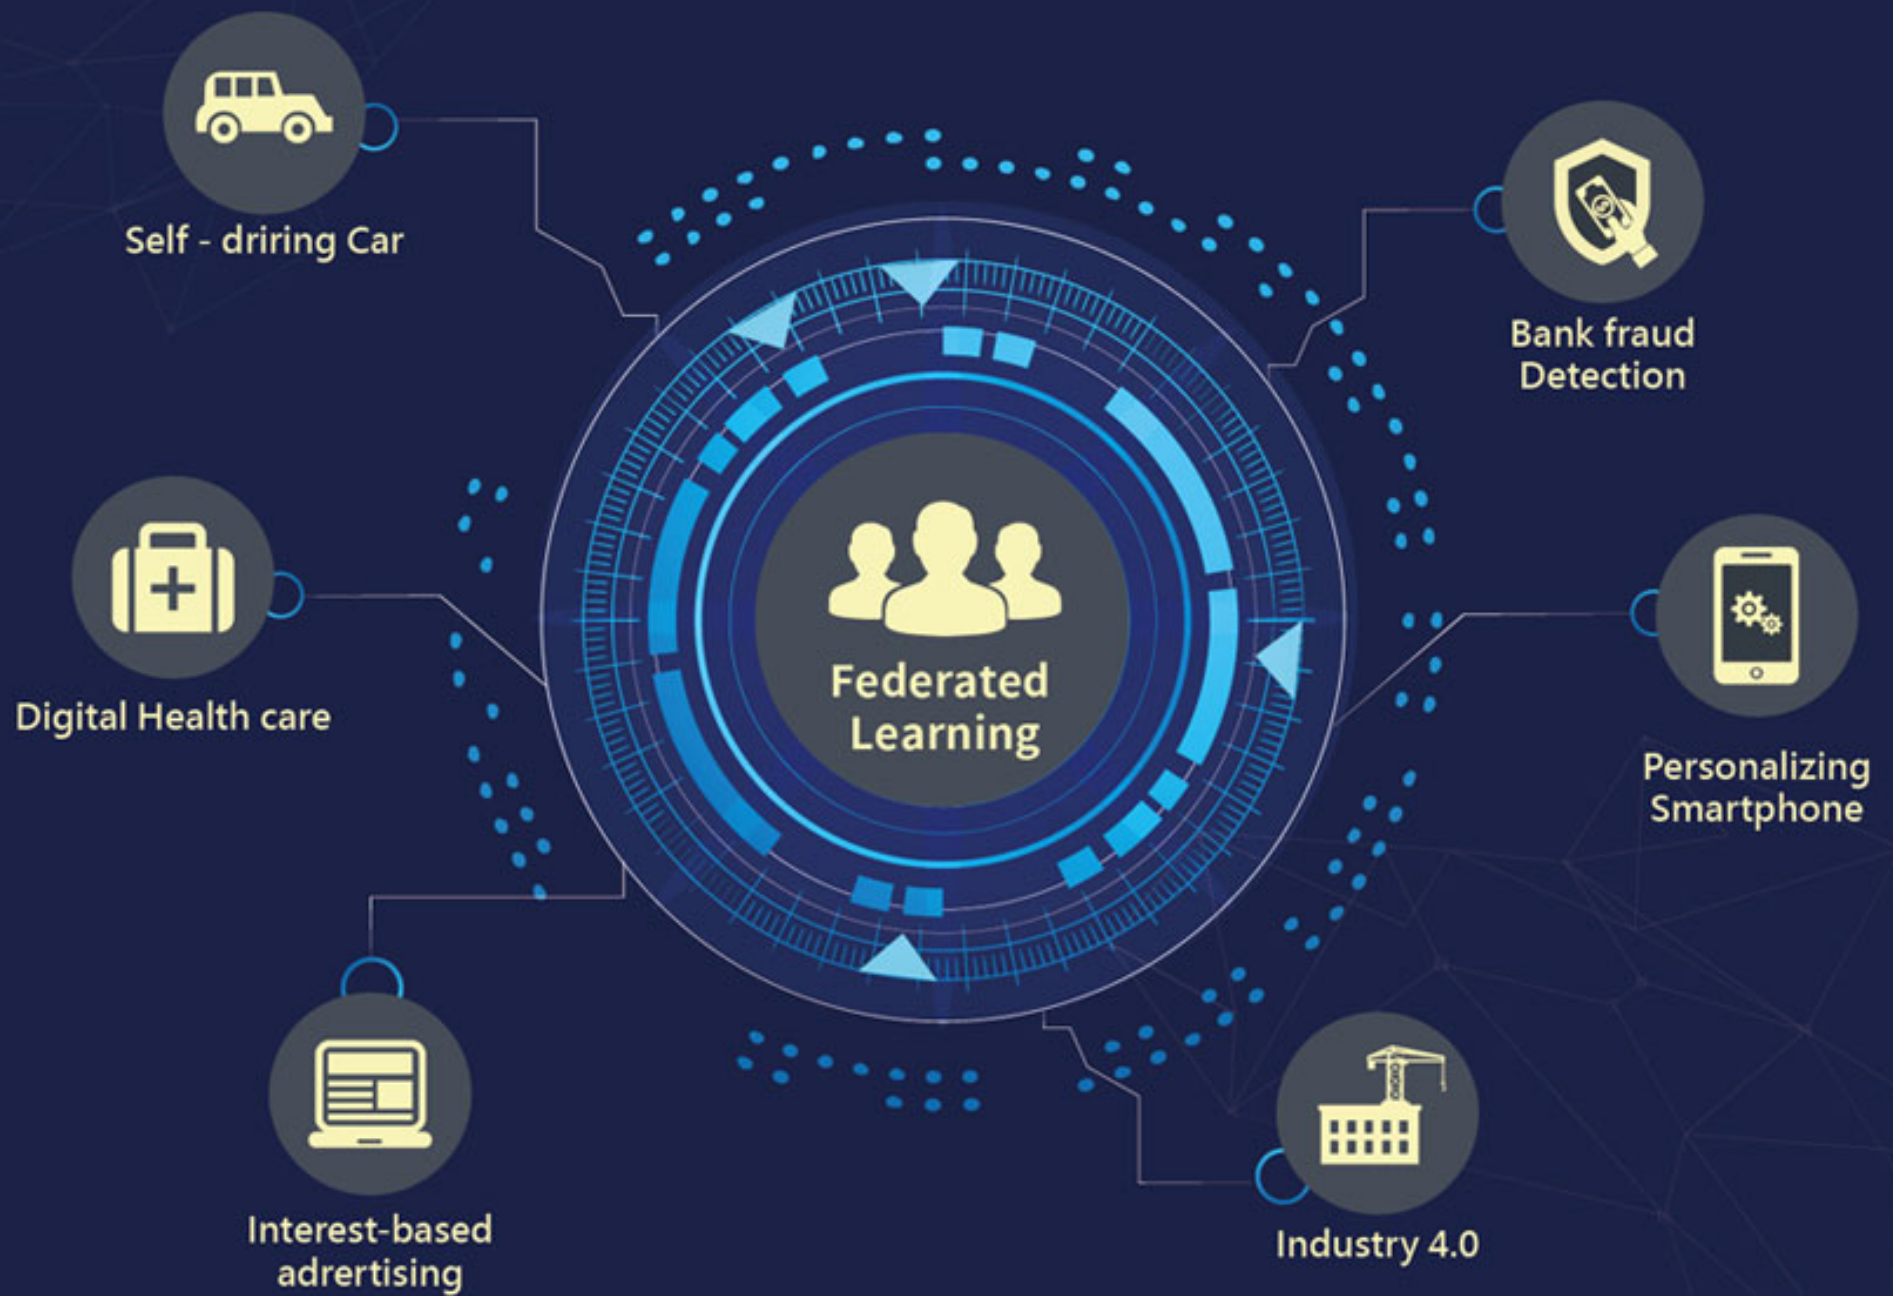 Self - driring Car
Bank fraud
Detection
Digital Health care
Federated
Learning
Personalizing
Smartphone
Interest-based
adrertising
Industry 4.0